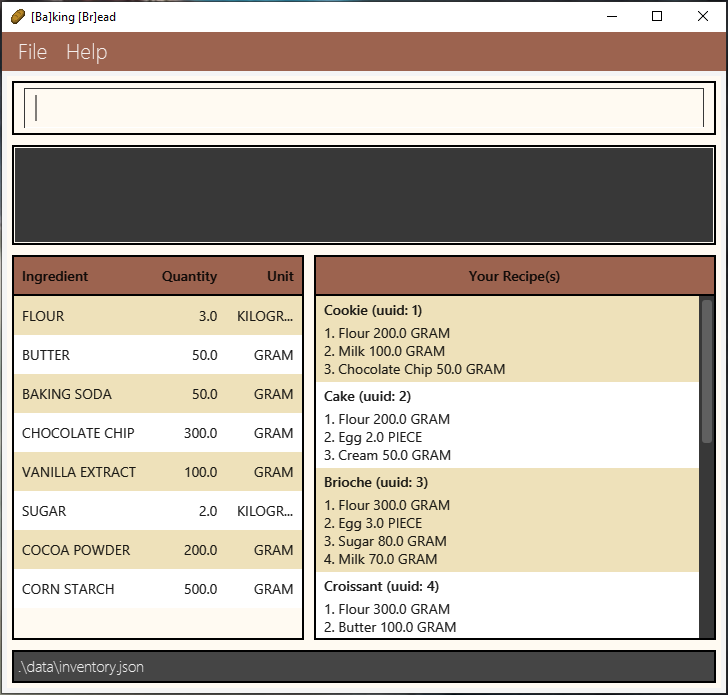 [Ba]king [Br]ead
File Help
Ingredient Quantity Unit
FLOUR 3.0 KILOGR...
BUTTER 50.0 GRAM
BAKING SODA 50.0 GRAM
CHOCOLATE CHIP 300.0 GRAM
VANILLA EXTRACT 100.0 GRAM
SUGAR 2.0 KILOGR...
COCOA POWDER 200.0 GRAM
CORN STARCH 500.0 GRAM
Your Recipe(s)
Cookie (uuid: 1)
1. Flour 200.0 GRAM
2. Milk 100.0 GRAM
3. Chocolate Chip 50.0 GRAM
Cake (uuid: 2)
1. Flour 200.0 GRAM
2. Egg 2.0 PIECE
3. Cream 50.0 GRAM
Brioche (uuid: 3)
1. Flour 300.0 GRAM
2. Egg 3.0 PIECE
3. Sugar 80.0 GRAM
4. Milk 70.0 GRAM
Croissant (uuid: 4)
1. Flour 300.0 GRAM
2. Butter 100.0 GRAM
.\data\inventory.json